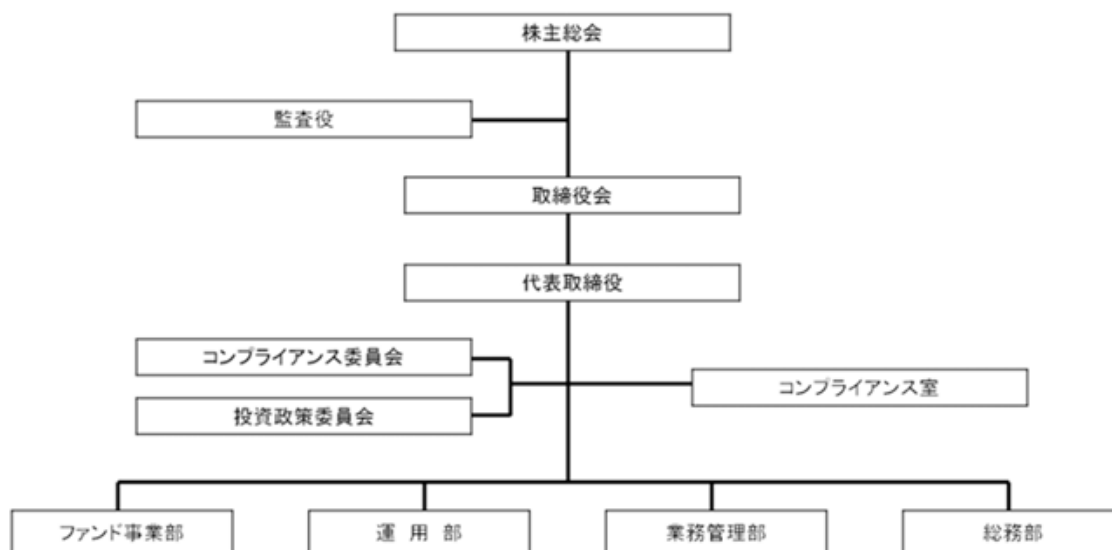 株主総会
監査役
取締役会
代表取締役
コンプライアンス委員会
コンプライアンス室
投資政策委員会
ファンド事業部
運 用 部
業務管理部
総務部